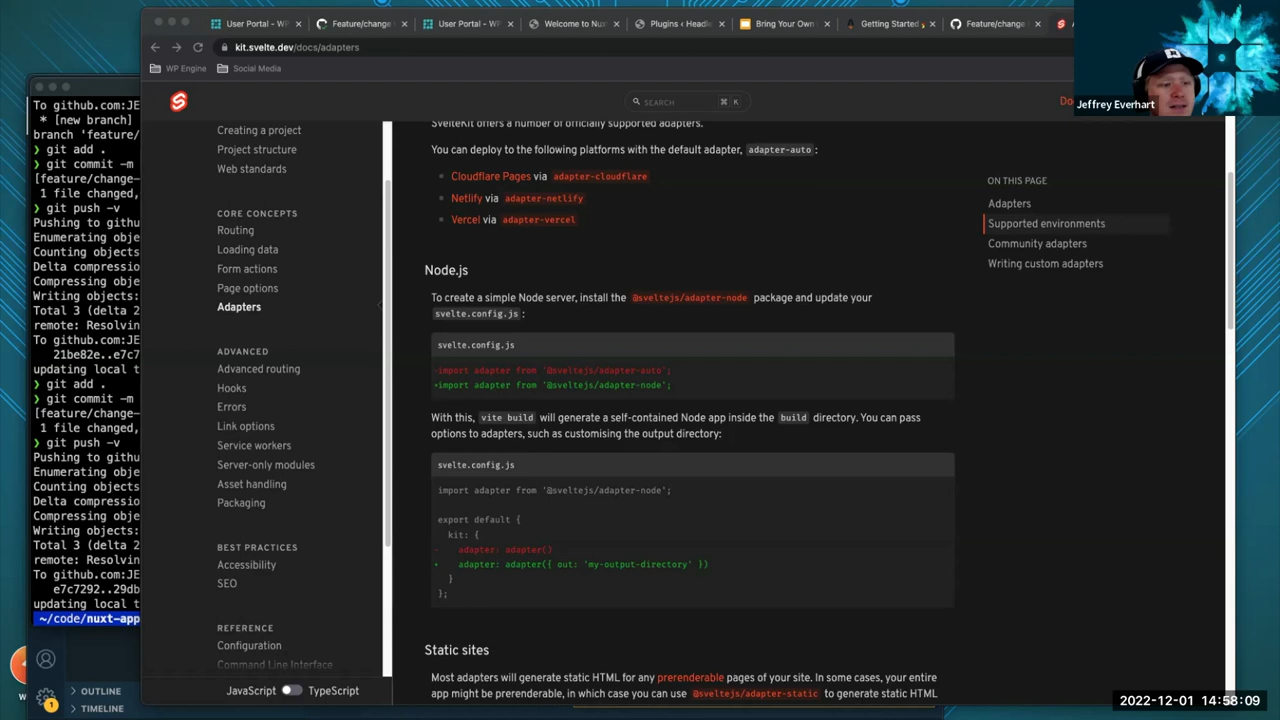 User Portal - WP
Feature/change
User Portal - WP
Welcome to Nux
Plugins ‹ Headle
Bring Your Own
Getting Started
Feature/change
kit.svelte.dev/docs/adapters
WP Engine
Social Media
Jeffrey Everhart
SEARCH
⌘ K
Do
To github.com:JE
* [new branch]
branch 'feature/
❯ git add .
❯ git commit -m
[feature/change-
1 file changed,
❯ git push -v
Pushing to githu
Enumerating obje
Counting objects
Delta compressio
Compressing obje
Writing objects:
Total 3 (delta 2
remote: Resolvin
To github.com:JE
21be82e..e7c7
updating local t
❯ git add .
❯ git commit -m
[feature/change-
1 file changed,
❯ git push -v
Pushing to githu
Enumerating obje
Counting objects
Delta compressio
Compressing obje
Writing objects:
Total 3 (delta 2
remote: Resolvin
To github.com:JE
e7c7292..29db
updating local t
~/code/nuxt-app
OUTLINE
TIMELINE
Creating a project
Project structure
Web standards
CORE CONCEPTS
Routing
Loading data
Form actions
Page options
Adapters
ADVANCED
Advanced routing
Hooks
Errors
Link options
Service workers
Server-only modules
Asset handling
Packaging
BEST PRACTICES
Accessibility
SEO
REFERENCE
Configuration
Command Line Interface
JavaScript
TypeScript
SvelteKit offers a number of officially supported adapters.
You can deploy to the following platforms with the default adapter, adapter-auto :
Cloudflare Pages via adapter-cloudflare
Netlify via adapter-netlify
Vercel via adapter-vercel
Node.js
To create a simple Node server, install the @sveltejs/adapter-node package and update your
svelte.config.js :
svelte.config.js
-import adapter from '@sveltejs/adapter-auto';
+import adapter from '@sveltejs/adapter-node';
With this, vite build will generate a self-contained Node app inside the build directory. You can pass
options to adapters, such as customising the output directory:
svelte.config.js
import adapter from '@sveltejs/adapter-node';
export default {
kit: {
- adapter: adapter()
+ adapter: adapter({ out: 'my-output-directory' })
}
};
Static sites
Most adapters will generate static HTML for any prerenderable pages of your site. In some cases, your entire
app might be prerenderable, in which case you can use @sveltejs/adapter-static to generate static HTML
ON THIS PAGE
Adapters
Supported environments
Community adapters
Writing custom adapters
2022-12-01 14:58:09